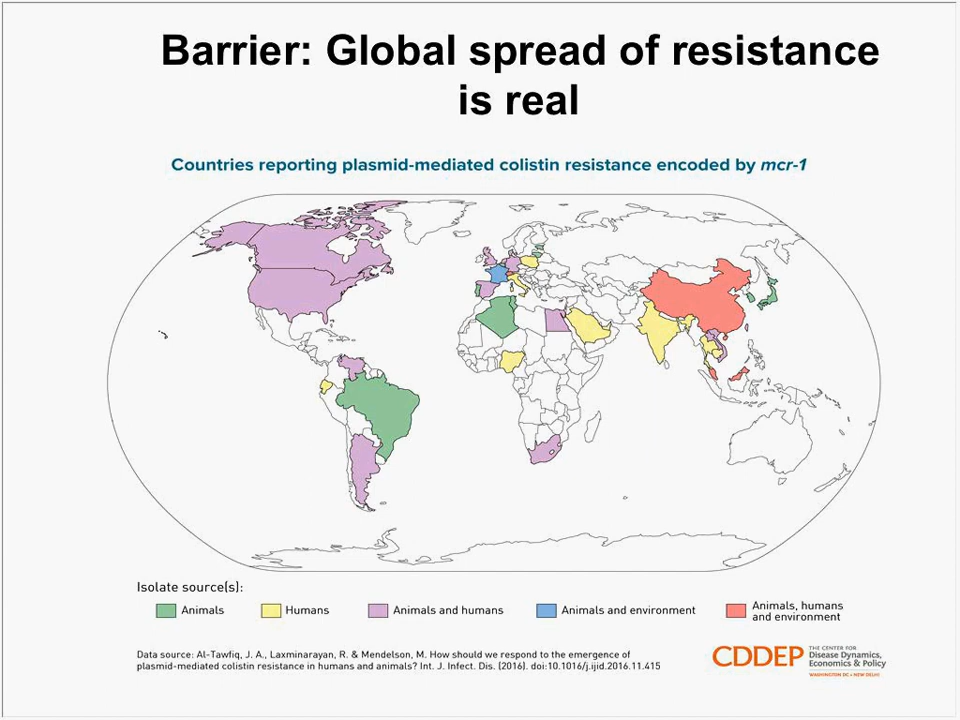 Barrier: Global spread of resistance
is real
Countries reporting plasmid-mediated colistin resistance encoded by mcr-1
Isolate source(s):
Animals
Humans
Animals and humans
Animals and environment
Animals, humans
and environment
Data source: Al-Tawfiq, J. A., Laxminarayan, R. & Mendelson, M. How should we respond to the emergence of
plasmid-mediated colistin resistance in humans and animals? Int. J. Infect. Dis. (2016). doi:10.1016/j.ijid.2016.11.415
CDDEP
THE CENTER FOR
Disease Dynamics,
Economics & Policy
WASHINGTON DC • NEW DELHI